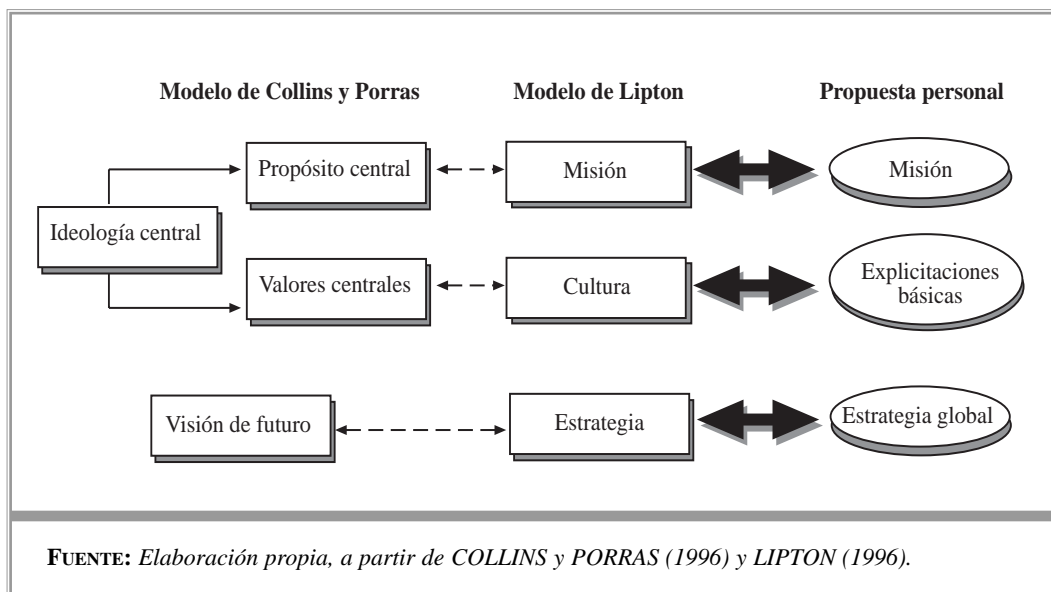 Modelo de Collins y Porras
Modelo de Lipton
Propuesta personal
Propósito central
Misión
Misión
Ideología central
Valores centrales
Cultura
Explicitaciones
básicas
Visión de futuro
Estrategia
Estrategia global
FUENTE: Elaboración propia, a partir de COLLINS y PORRAS (1996) y LIPTON (1996).